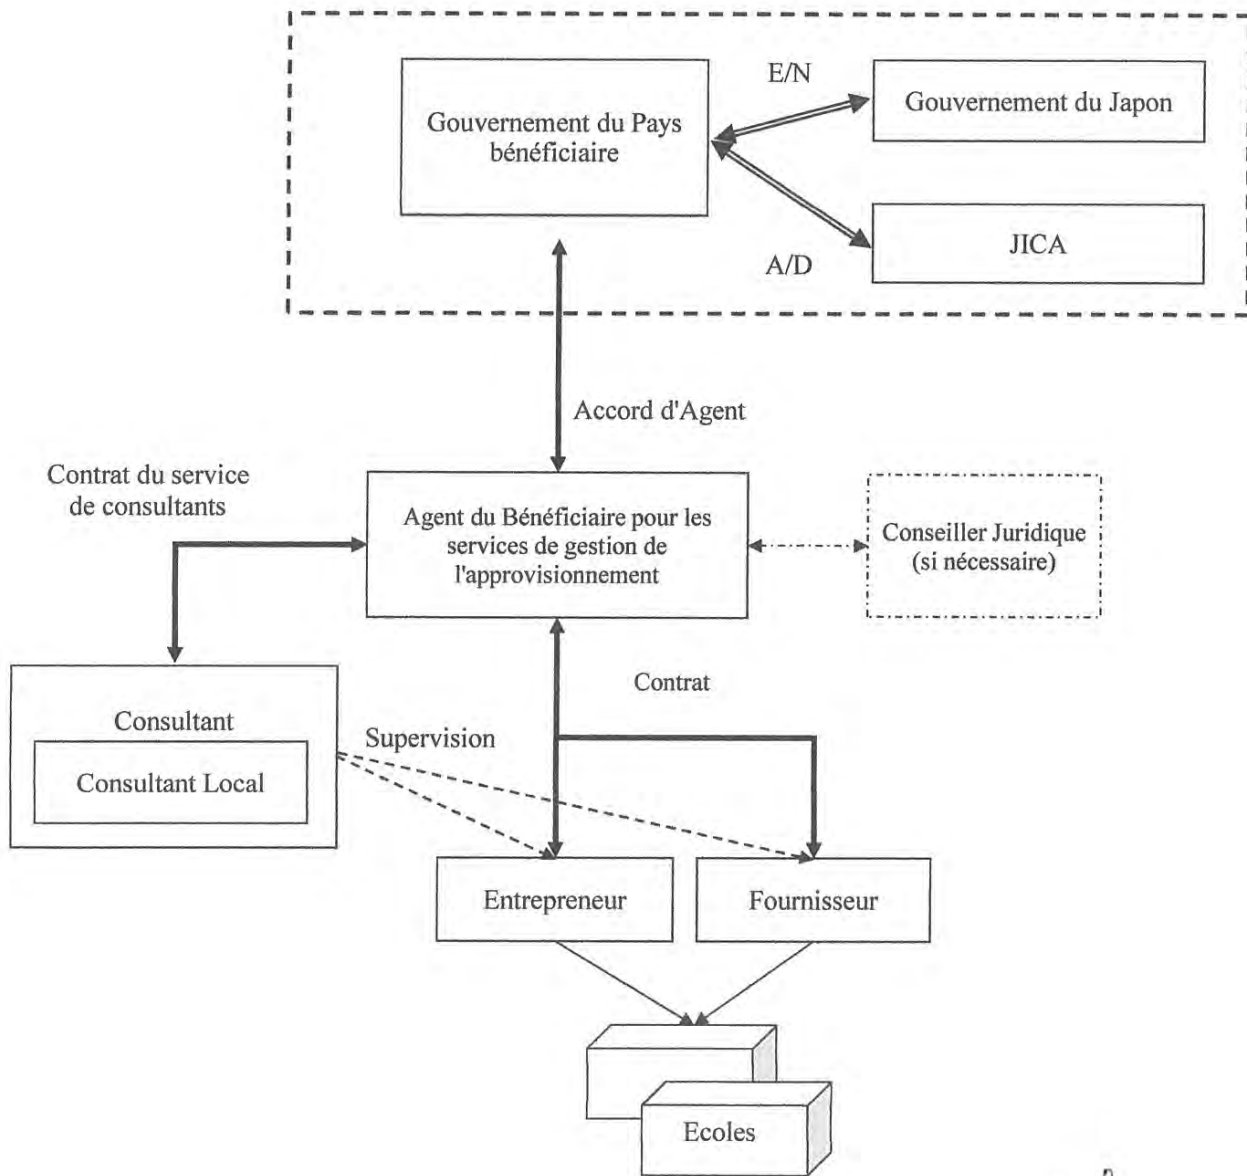 E/N
Gouvernement du Pays
bénéficiaire
Gouvernement du Japon
JICA
A/D
Accord d'Agent
Contrat du service
de consultants
Agent du Bénéficiaire pour les
services de gestion de
l'approvisionnement
Conseiller Juridique
(si nécessaire)
Contrat
Consultant
Supervision
Consultant Local
Entrepreneur
Fournisseur
Ecoles